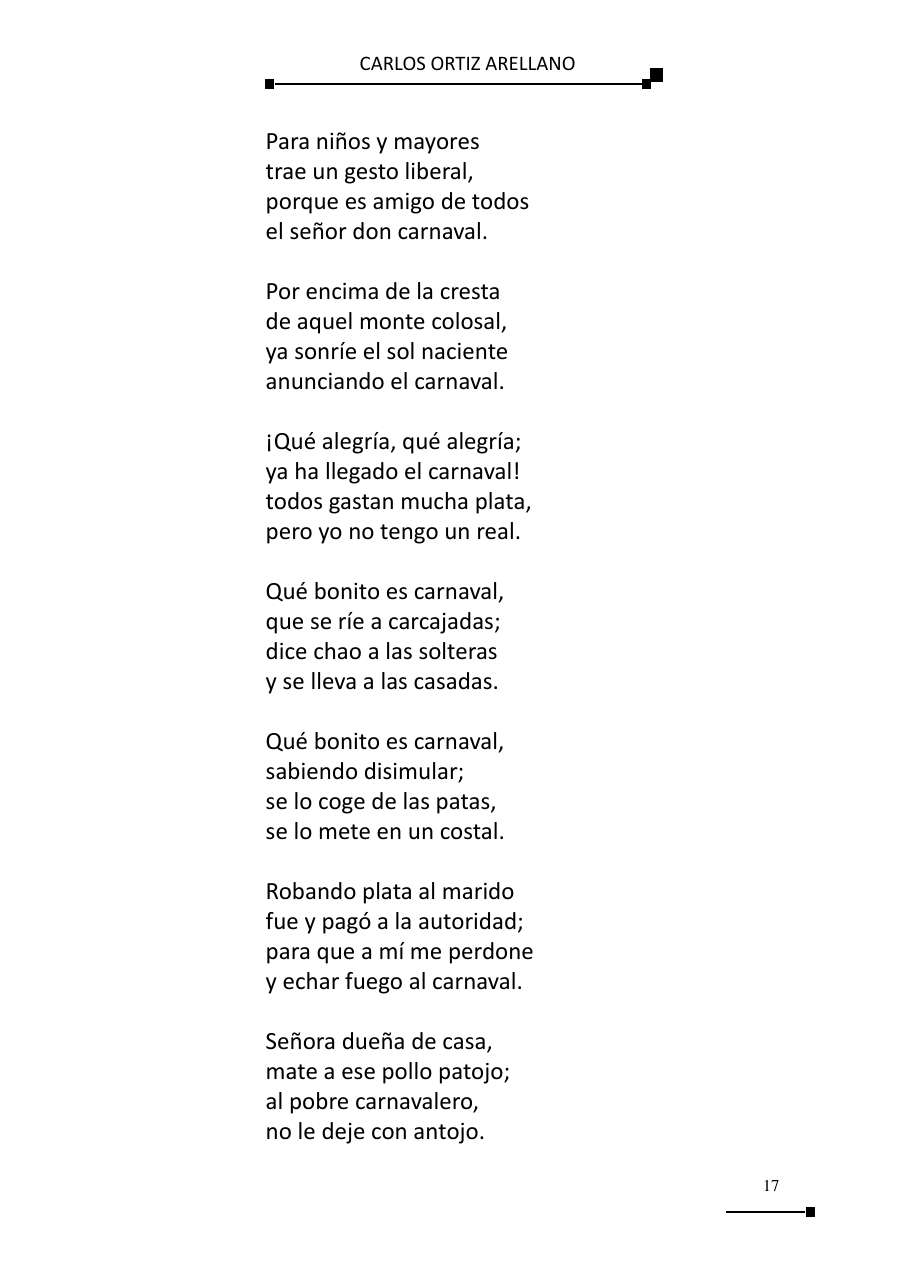 CARLOS ORTIZ ARELLANO
Para niños y mayores
trae un gesto liberal,
porque es amigo de todos
el señor don carnaval.
Por encima de la cresta
de aquel monte colosal,
ya sonríe el sol naciente
anunciando el carnaval.
¡Qué alegría, qué alegría;
ya ha llegado el carnaval!
todos gastan mucha plata,
pero yo no tengo un real.
Qué bonito es carnaval,
que se ríe a carcajadas;
dice chao a las solteras
y se lleva a las casadas.
Qué bonito es carnaval,
sabiendo disimular;
se lo coge de las patas,
se lo mete en un costal.
Robando plata al marido
fue y pagó a la autoridad;
para que a mí me perdone
y echar fuego al carnaval.
Señora dueña de casa,
mate a ese pollo patojo;
al pobre carnavalero,
no le deje con antojo.
17